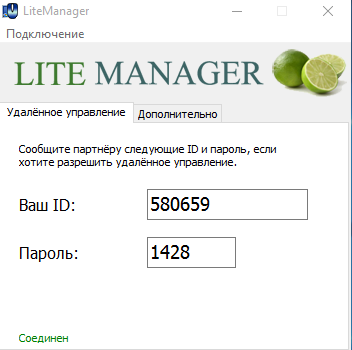 LiteManager
Подключение
LITE MANAGER
Удалённое управление
Дополнительно
Сообщите партнёру следующие ID и пароль, если
хотите разрешить удалённое управление.
Ваш ID:
580659
Пароль:
1428
Соединен